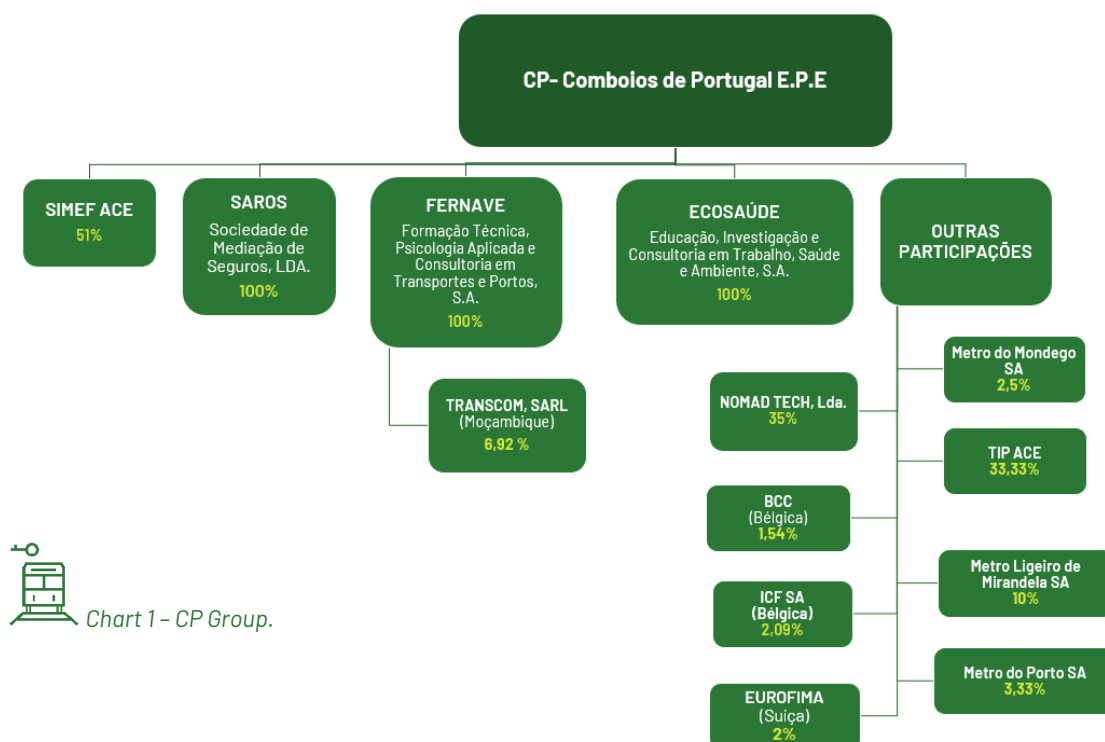 CP- Comboios de Portugal E.P.E
SIMEF ACE
51%
SAROS
Sociedade de
Mediação de
Seguros, LDA.
100%
FERNAVE
Formação Técnica,
Psicologia Aplicada e
Consultoria em
Transportes e Portos,
S.A.
100%
ECOSAÚDE
Educação, Investigação e
Consultoria em Trabalho, Saúde
e Ambiente, S.A.
100%
OUTRAS
PARTICIPAÇÕES
TRANSCOM, SARL
(Moçambique)
6,92 %
NOMAD TECH, Lda.
35%
BCC
(Bélgica)
1,54%
ICF SA
(Bélgica)
2,09%
EUROFIMA
(Suíça)
2%
Metro do Mondego
SA
2,5%
TIP ACE
33,33%
Metro Ligeiro de
Mirandela SA
10%
Metro do Porto SA
3,33%
Chart 1 – CP Group.